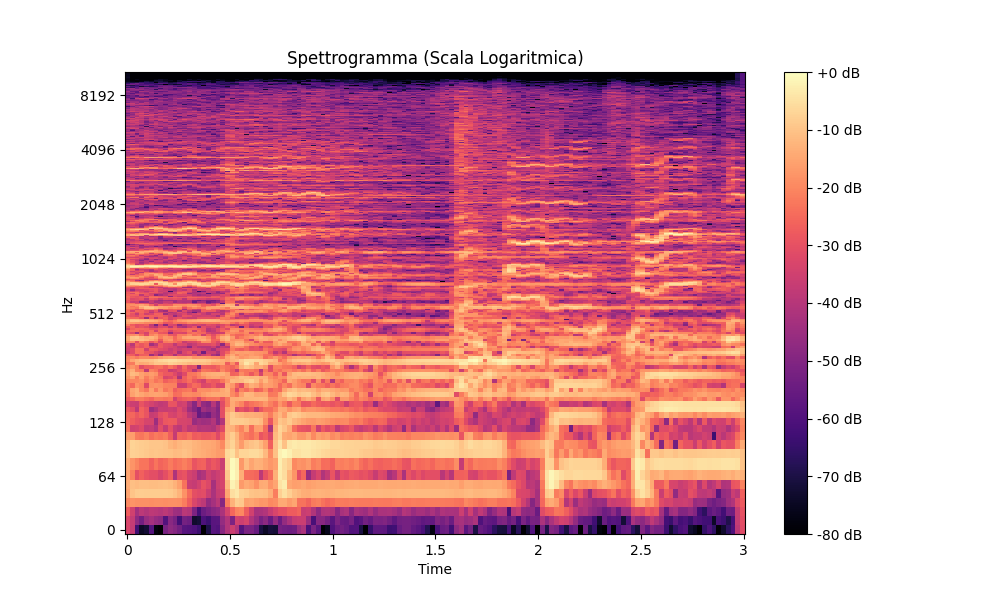 Spettrogramma (Scala Logaritmica)
Hz
8192
4096
2048
1024
512
256
128
64
0
0 0.5 1 1.5 2 2.5 3
Time
+0 dB
-10 dB
-20 dB
-30 dB
-40 dB
-50 dB
-60 dB
-70 dB
-80 dB